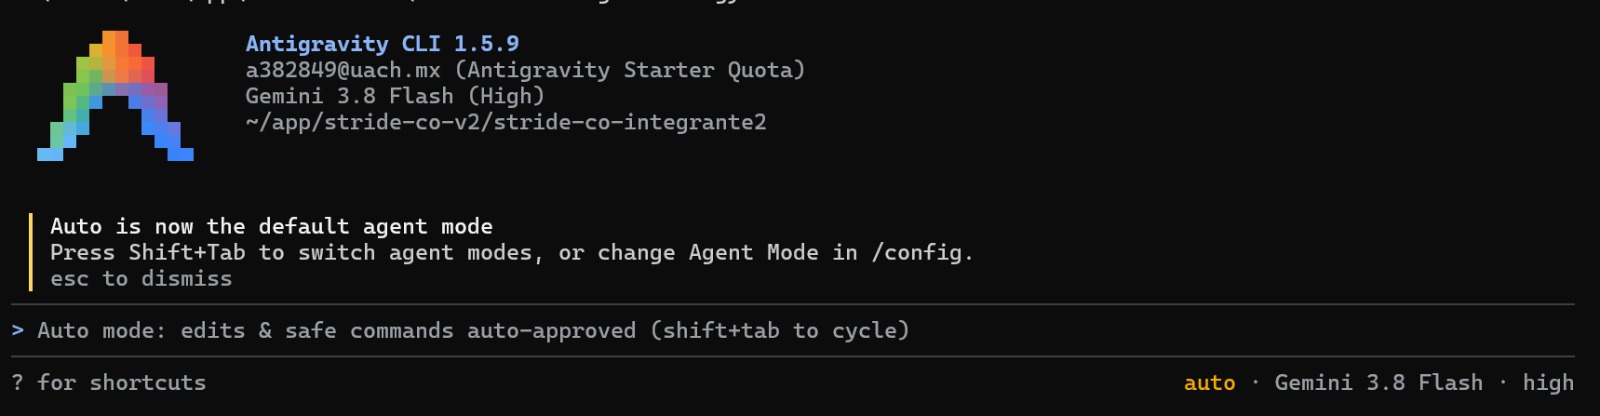 Antigravity CLI 1.5.9
a382849@uach.mx (Antigravity Starter Quota)
Gemini 3.8 Flash (High)
~/app/stride-co-v2/stride-co-integrante2
Auto is now the default agent mode
Press Shift+Tab to switch agent modes, or change Agent Mode in /config.
esc to dismiss
> Auto mode: edits & safe commands auto-approved (shift+tab to cycle)
? for shortcuts auto · Gemini 3.8 Flash · high